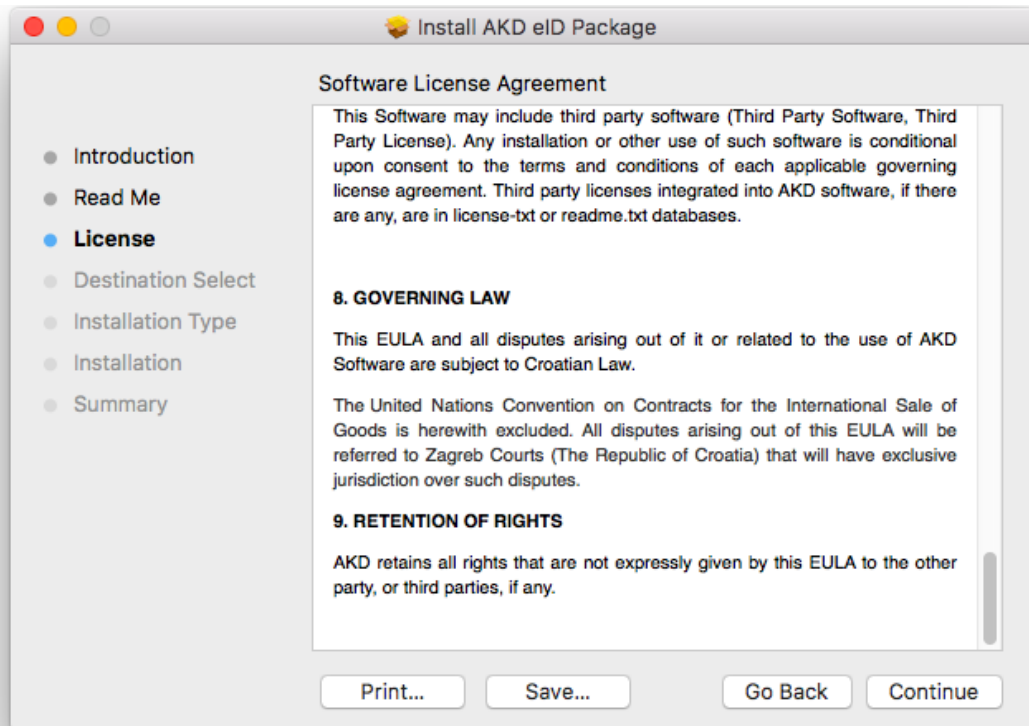 Install AKD eID Package
Introduction
Read Me
License
Destination Select
Installation Type
Installation
Summary
Software License Agreement
This Software may include third party software (Third Party Software, Third
Party License). Any installation or other use of such software is conditional
upon consent to the terms and conditions of each applicable governing
license agreement. Third party licenses integrated into AKD software, if there
are any, are in license-txt or readme.txt databases.
8. GOVERNING LAW
This EULA and all disputes arising out of it or related to the use of AKD
Software are subject to Croatian Law.
The United Nations Convention on Contracts for the International Sale of
Goods is herewith excluded. All disputes arising out of this EULA will be
referred to Zagreb Courts (The Republic of Croatia) that will have exclusive
jurisdiction over such disputes.
9. RETENTION OF RIGHTS
AKD retains all rights that are not expressly given by this EULA to the other
party, or third parties, if any.
Print...
Save...
Go Back
Continue